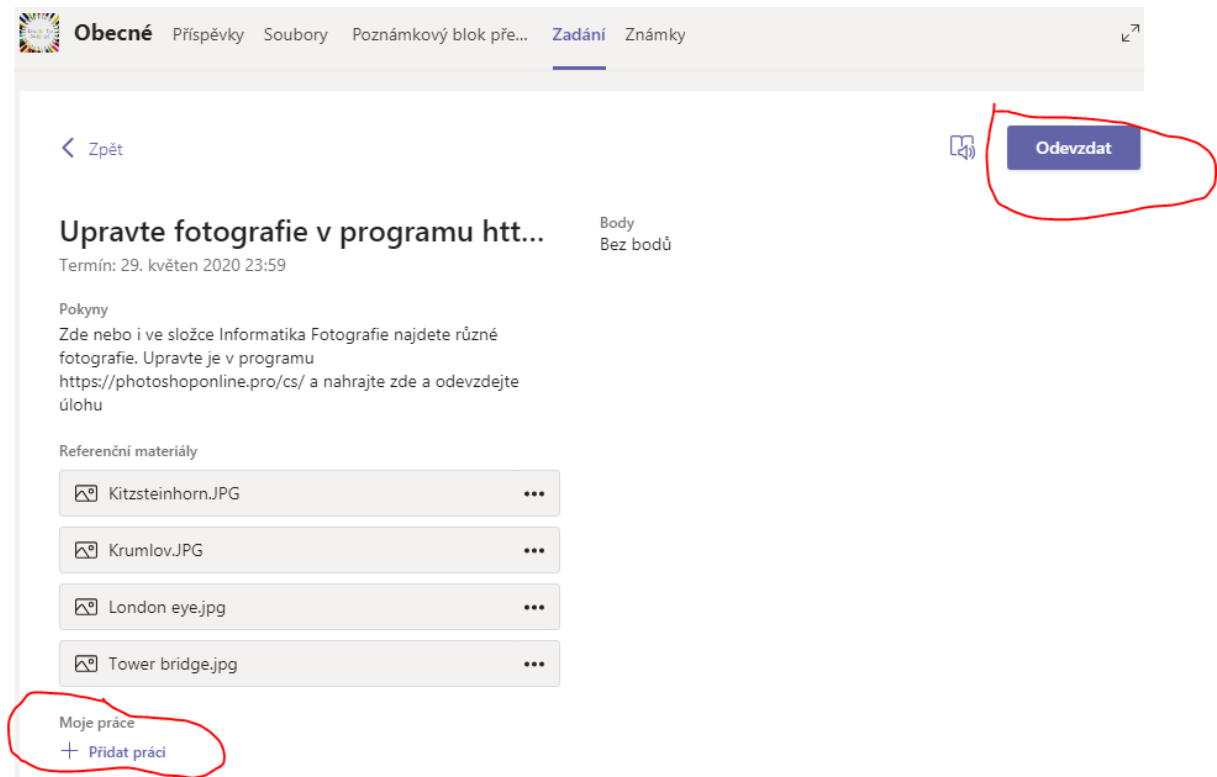 Obecné Příspěvky Soubory Poznámkový blok pře... Zadání Známky
Zpět
Odevzdat
Upravte fotografie v programu htt...
Termín: 29. květen 2020 23:59
Body
Bez bodů
Pokyny
Zde nebo i ve složce Informatika Fotografie najdete různé
fotografie. Upravte je v programu
https://photoshoponline.pro/cs/ a nahrajte zde a odevzdejte
úlohu
Referenční materiály
Kitzsteinhorn.JPG
Krumlov.JPG
London eye.jpg
Tower bridge.jpg
Moje práce
+ Přidat práci